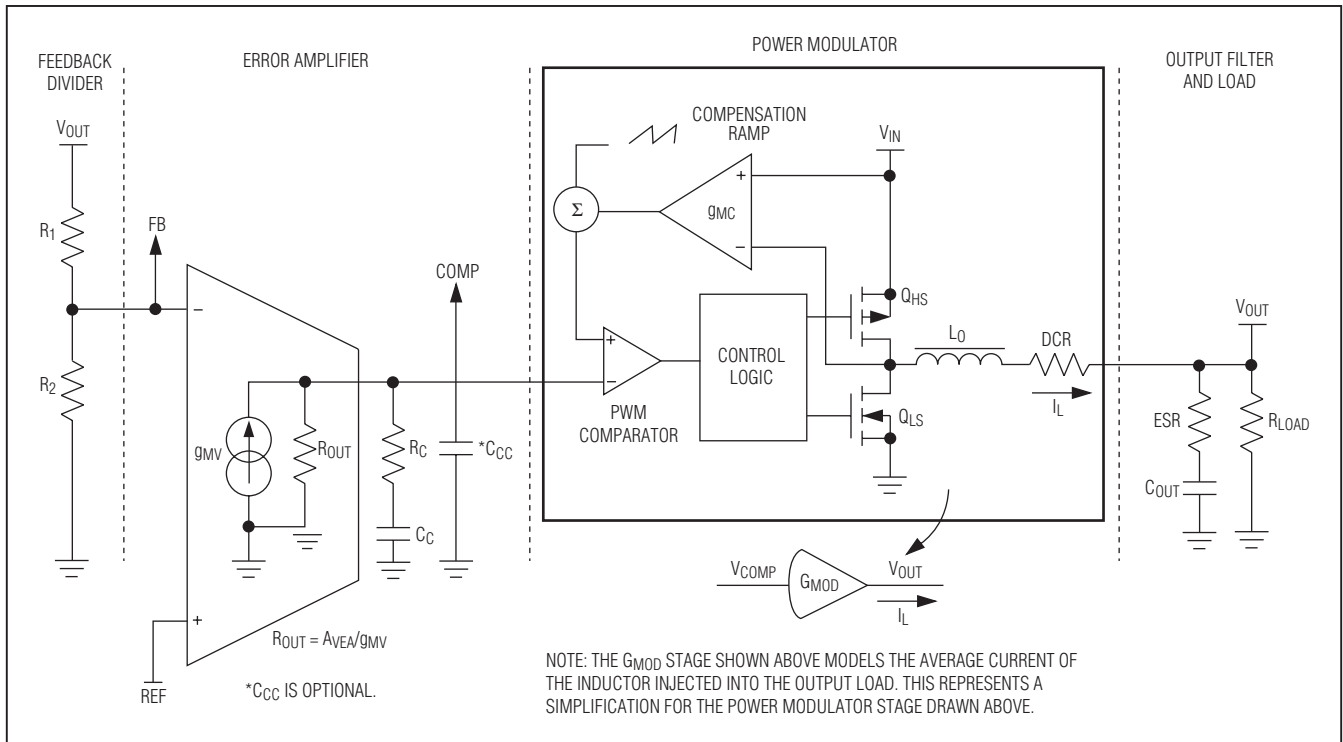 FEEDBACK
DIVIDER
ERROR AMPLIFIER
POWER MODULATOR
OUTPUT FILTER
AND LOAD
VOUT
R1
R2
FB
−
+
REF
gMV
ROUT
ROUT = AVEA/gMV
*CCC IS OPTIONAL.
COMP
RC
CC
*CCC
COMPENSATION
RAMP
Σ
gMC
+
−
VIN
+
−
PWM
COMPARATOR
CONTROL
LOGIC
QHS
QLS
LO
DCR
IL
VOUT
ESR
COUT
RLOAD
VCOMP
GMOD
VOUT
IL
NOTE: THE GMOD STAGE SHOWN ABOVE MODELS THE AVERAGE CURRENT OF
THE INDUCTOR INJECTED INTO THE OUTPUT LOAD. THIS REPRESENTS A
SIMPLIFICATION FOR THE POWER MODULATOR STAGE DRAWN ABOVE.